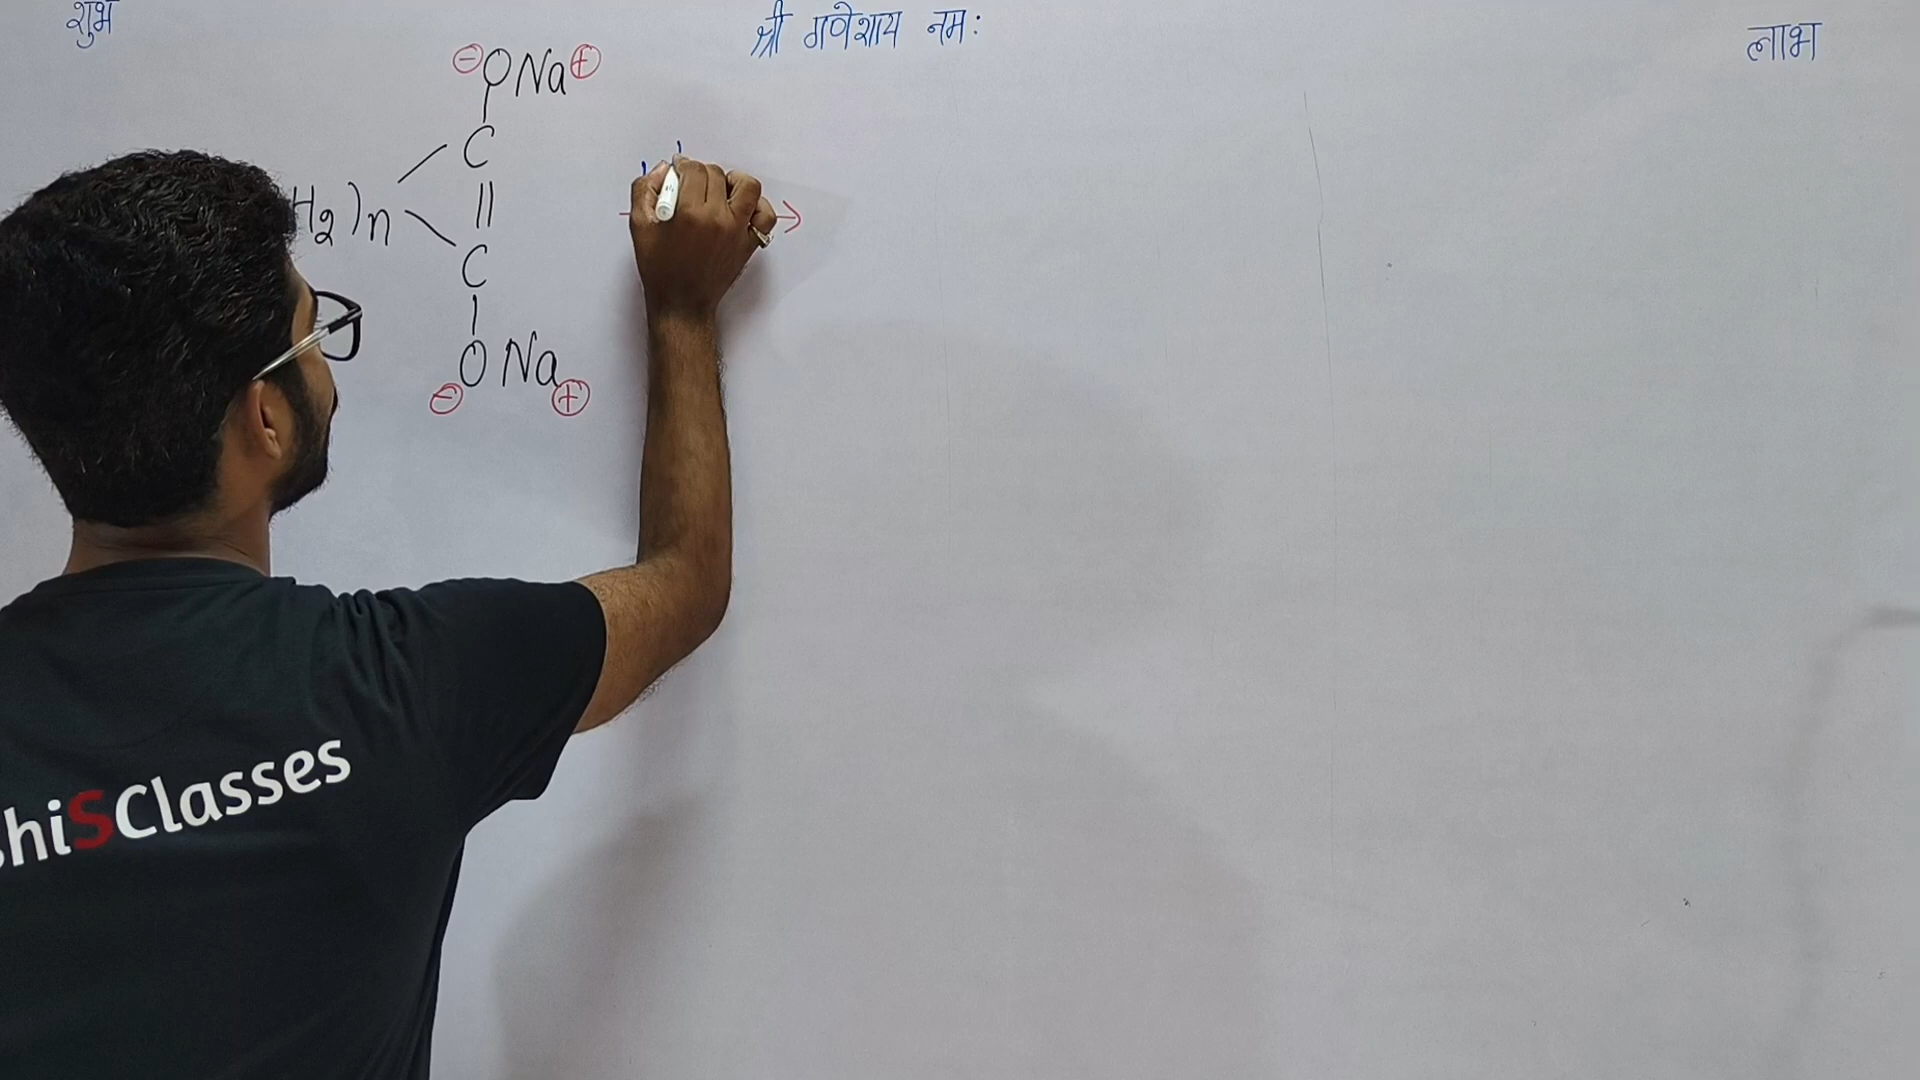 शुभ
श्री गणेशाय नम:
लाभ
⊖ONa⊕
C
H2)n
C
ONa
⊖ ⊕
hiSClasses